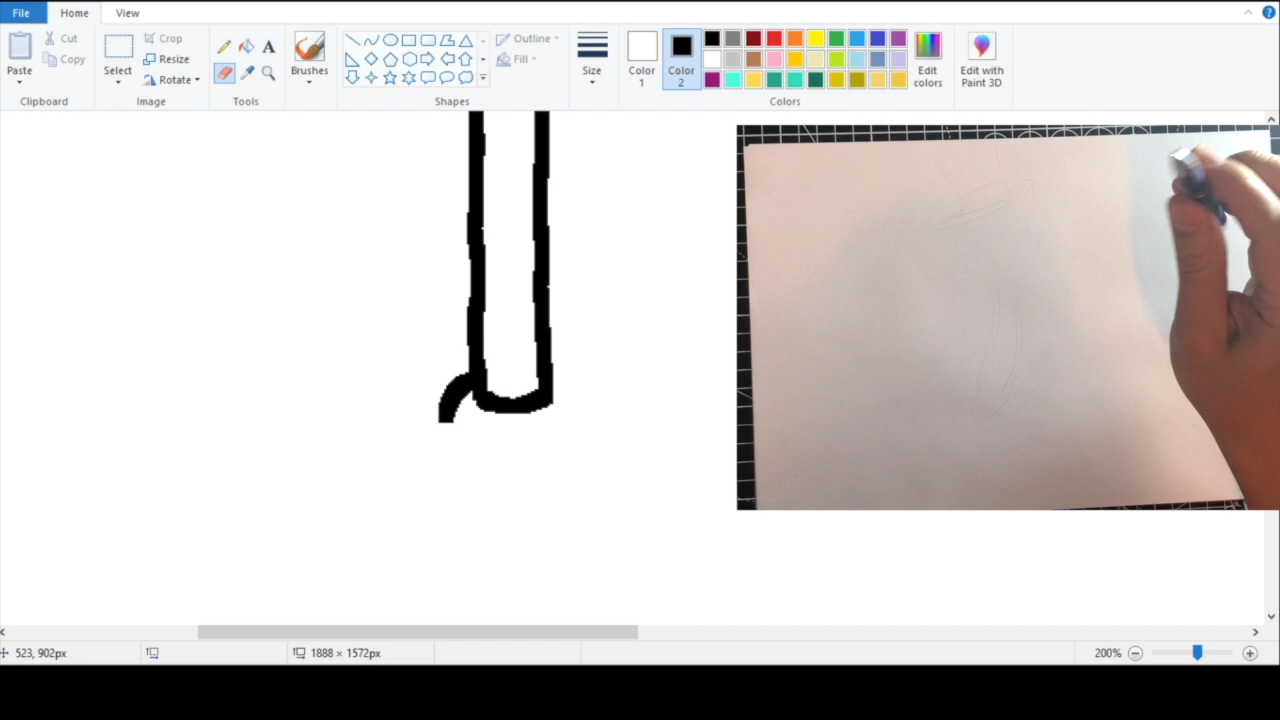 File Home View
Paste
Cut
Copy
Clipboard
Select
Crop
Resize
Rotate
Image
A
Tools
Brushes
Outline
Fill
Shapes
Size
Color 1
Color 2
Edit colors
Colors
Edit with Paint 3D
?
523, 902px
1888 × 1572px
200%